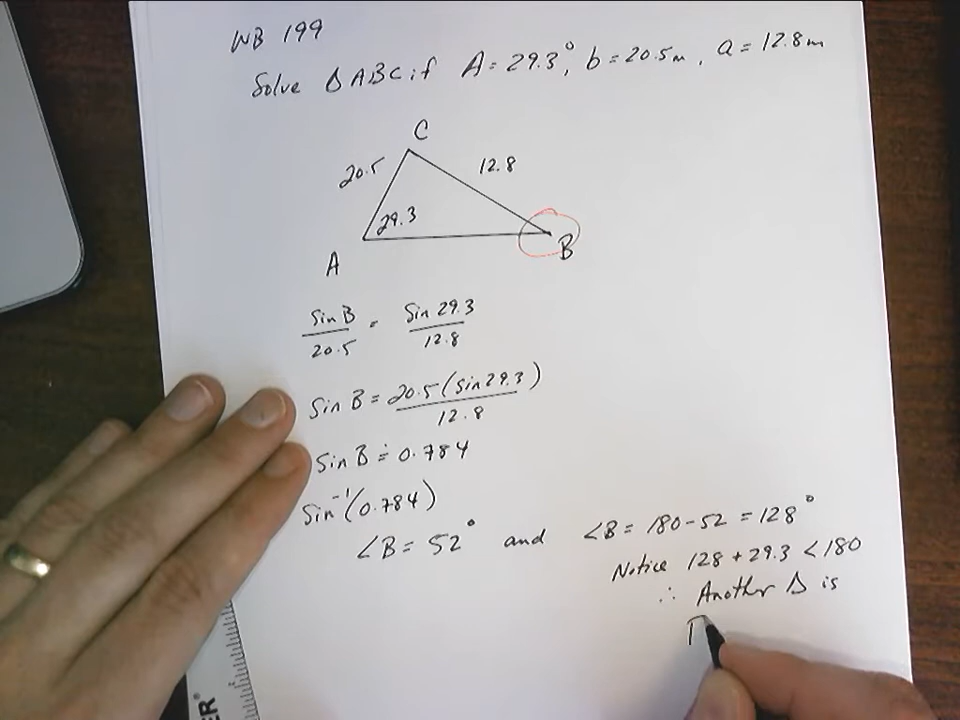 WB 199
Solve Δ ABC if A = 29.3°, b = 20.5m, a = 12.8m
C
20.5
12.8
29.3
A
B
Sin B / 20.5 = Sin 29.3 / 12.8
Sin B = 20.5 (Sin 29.3) / 12.8
Sin B ≐ 0.784
Sin⁻¹(0.784)
∠B = 52° and ∠B = 180 - 52 = 128°
Notice 128 + 29.3 < 180
∴ Another Δ is
ER